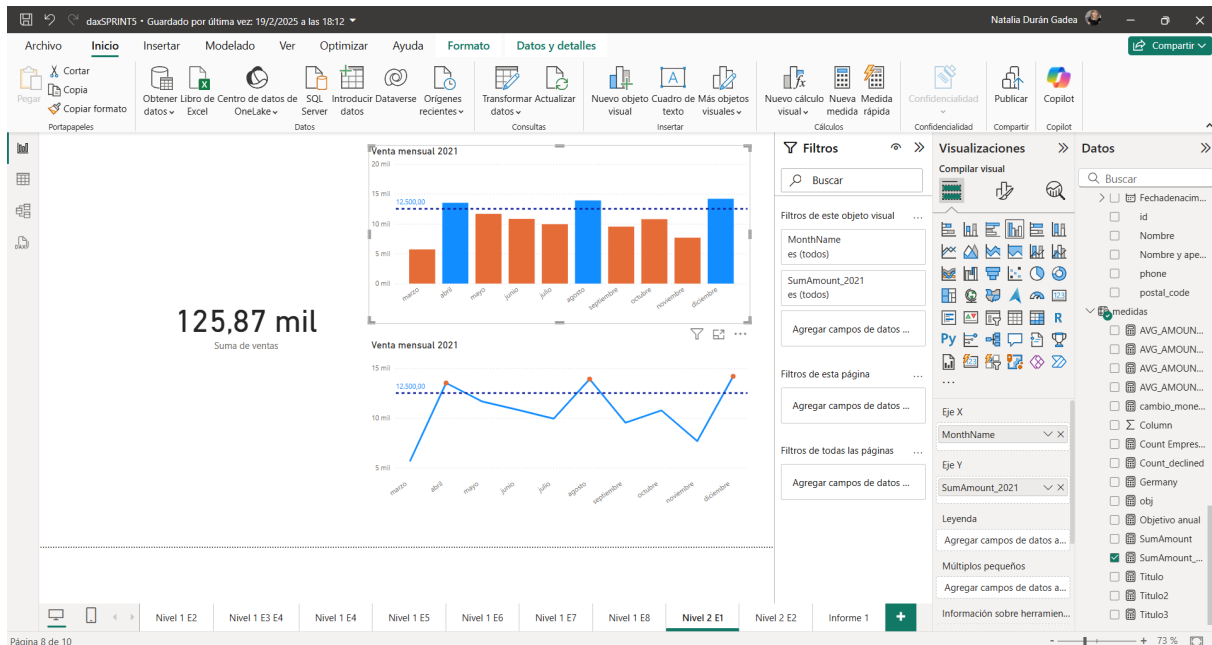 daxSPRINT5 • Guardado por última vez: 19/2/2025 a las 18:12
Natalia Durán Gadea
Archivo Inicio Insertar Modelado Ver Optimizar Ayuda Formato Datos y detalles
Compartir
Pegar
Cortar
Copia
Copiar formato
Portapapeles
Obtener datos
Libro de Excel
Centro de datos de OneLake
SQL Server
Introducir datos
Dataverse
Orígenes recientes
Datos
Transformar datos
Actualizar
Consultas
Nuevo objeto visual
Cuadro de texto
Más objetos visuales
Insertar
Nuevo cálculo visual
Nueva medida
Medida rápida
Cálculos
Confidencialidad
Confidencialidad
Publicar
Compartir
Copilot
Copilot
125,87 mil
Suma de ventas
Venta mensual 2021
20 mil
15 mil
12.500,00
10 mil
5 mil
0 mil
marzo abril mayo junio julio agosto septiembre octubre noviembre diciembre
Venta mensual 2021
15 mil
12.500,00
10 mil
5 mil
marzo abril mayo junio julio agosto septiembre octubre noviembre diciembre
Filtros
Buscar
Filtros de este objeto visual ...
MonthName
es (todos)
SumAmount_2021
es (todos)
Agregar campos de datos ...
Filtros de esta página ...
Agregar campos de datos ...
Filtros de todas las páginas ...
Agregar campos de datos ...
Visualizaciones
Compilar visual
123
R
Py
...
Eje X
MonthName
Eje Y
SumAmount_2021
Leyenda
Agregar campos de datos a...
Múltiplos pequeños
Agregar campos de datos a...
Información sobre herramien...
Datos
Buscar
Fechadenacim...
id
Nombre
Nombre y ape...
phone
postal_code
medidas
AVG_AMOUN...
AVG_AMOUN...
AVG_AMOUN...
AVG_AMOUN...
cambio_mone...
Column
Count Empres...
Count_declined
Germany
obj
Objetivo anual
SumAmount
SumAmount_...
Titulo
Titulo2
Titulo3
Nivel 1 E2 Nivel 1 E3 E4 Nivel 1 E4 Nivel 1 E5 Nivel 1 E6 Nivel 1 E7 Nivel 1 E8 Nivel 2 E1 Nivel 2 E2 Informe 1 +
Página 8 de 10
- + 73 %